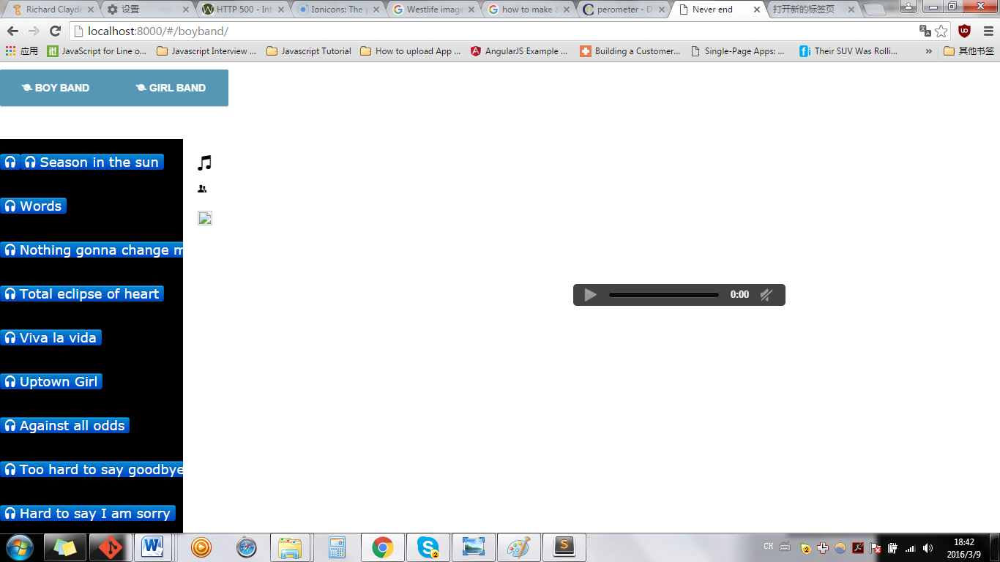 Richard Clayde
设置
HTTP 500 - Int
Ionicons: The p
Westlife image
how to make a
perometer - D
Never end
打开新的标签页
localhost:8000/#/boyband/
应用
JavaScript for Line o...
Javascript Interview ...
Javascript Tutorial
How to upload App ...
AngularJS Example ...
Building a Customer...
Single-Page Apps: ...
Their SUV Was Rolli...
»
其他书签
BOY BAND
GIRL BAND
Season in the sun
Words
Nothing gonna change m
Total eclipse of heart
Viva la vida
0:00
Uptown Girl
Against all odds
Too hard to say goodbye
Hard to say I am sorry
CH
18:42
2016/3/9